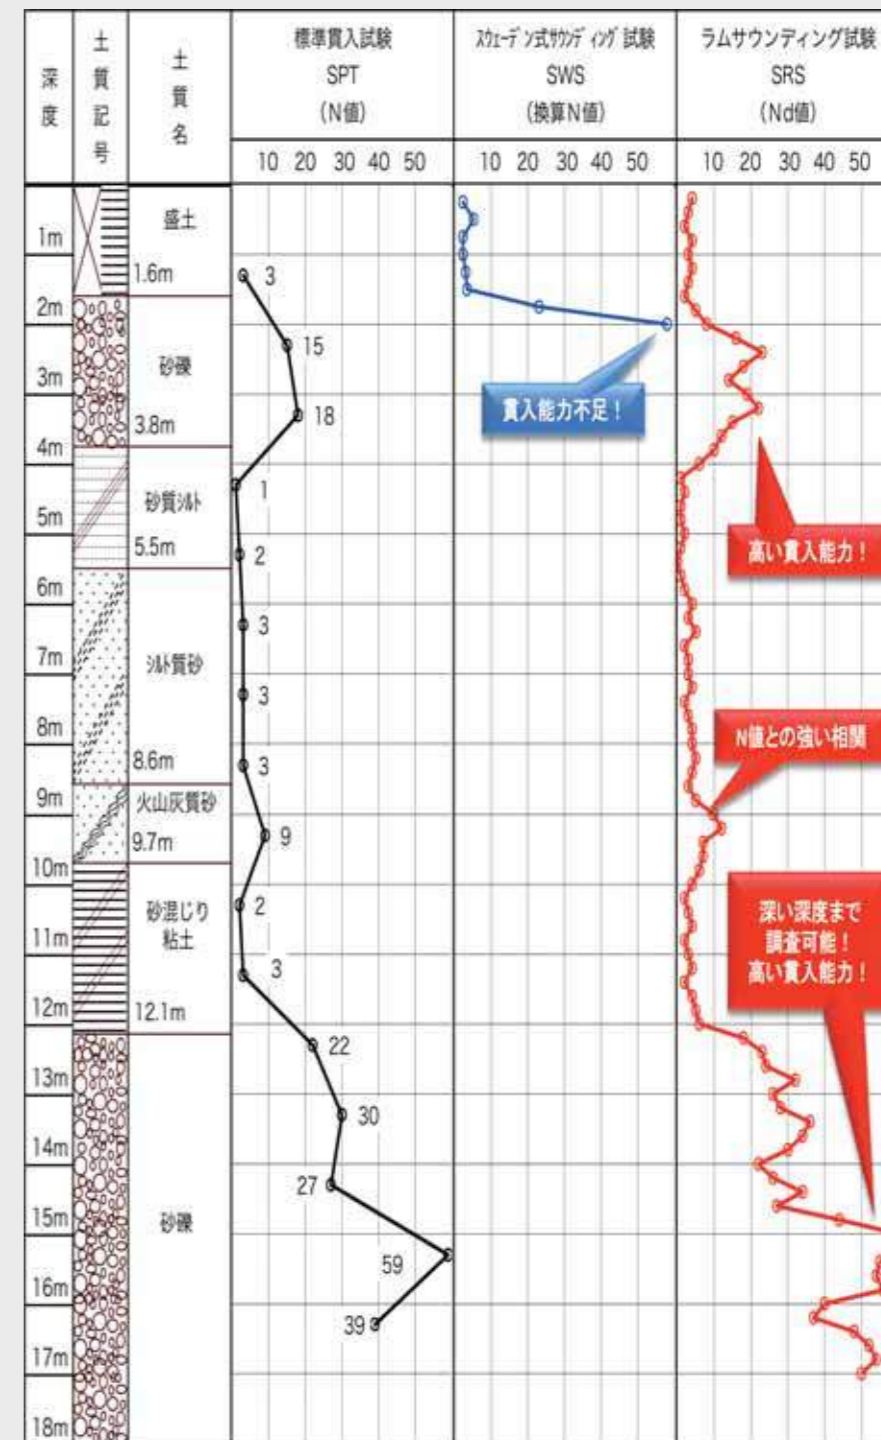 深度
土質記号
土質名
標準貫入試験
SPT
(N値)
スウェーデン式サウンディング試験
SWS
(換算N値)
ラムサウンディング試験
SRS
(Nd値)
10 20 30 40 50
10 20 30 40 50
10 20 30 40 50
1m
2m
3m
4m
5m
6m
7m
8m
9m
10m
11m
12m
13m
14m
15m
16m
17m
18m
盛土
1.6m
砂礫
3.8m
砂質シルト
5.5m
シルト質砂
8.6m
火山灰質砂
9.7m
砂混じり
粘土
12.1m
砂礫
3
15
18
1
2
3
3
3
9
2
3
22
30
27
59
39
貫入能力不足！
高い貫入能力！
N値との強い相関
深い深度まで
調査可能！
高い貫入能力！